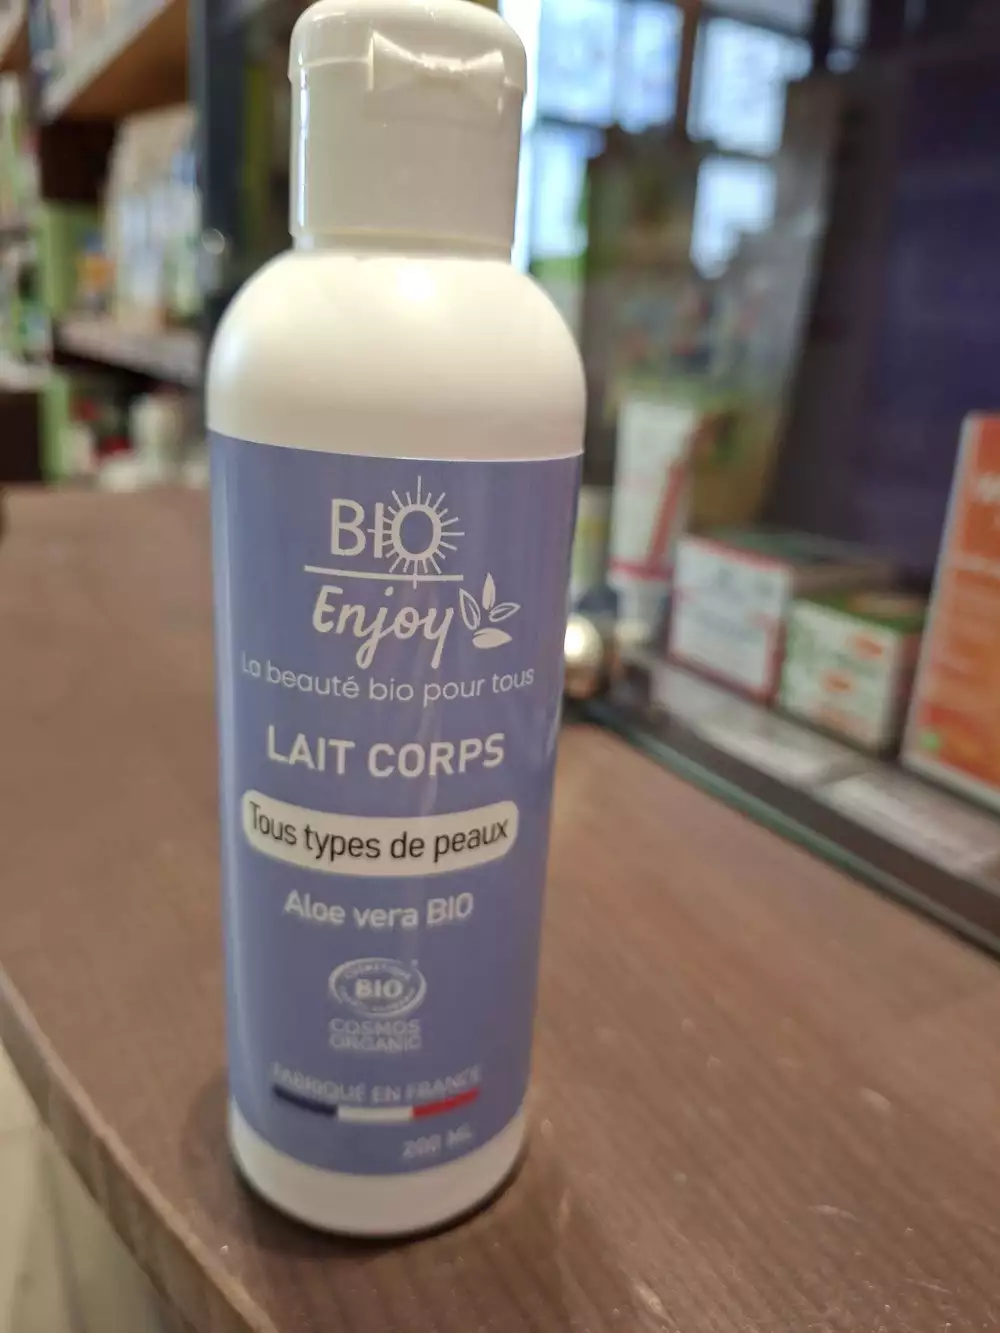 BIO
Enjoy
La beauté bio pour tous
LAIT CORPS
Tous types de peaux
Aloe vera BIO
BIO
COSMOS
ORGANIC
FABRIQUÉ EN FRANCE
200 ML